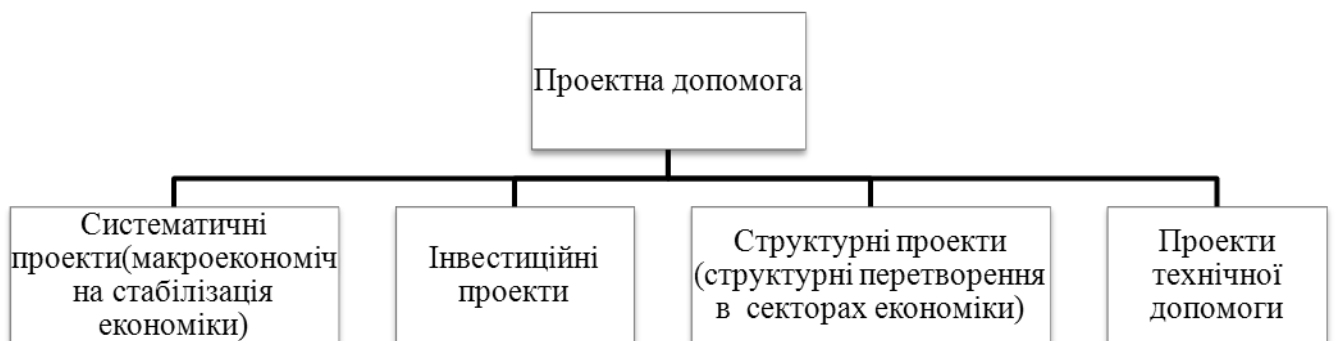 Проектна допомога
Систематичні
проекти(макроекономіч
на стабілізація
економіки)
Інвестиційні
проекти
Структурні проекти
(структурні перетворення
в секторах економіки)
Проекти
технічної
допомоги